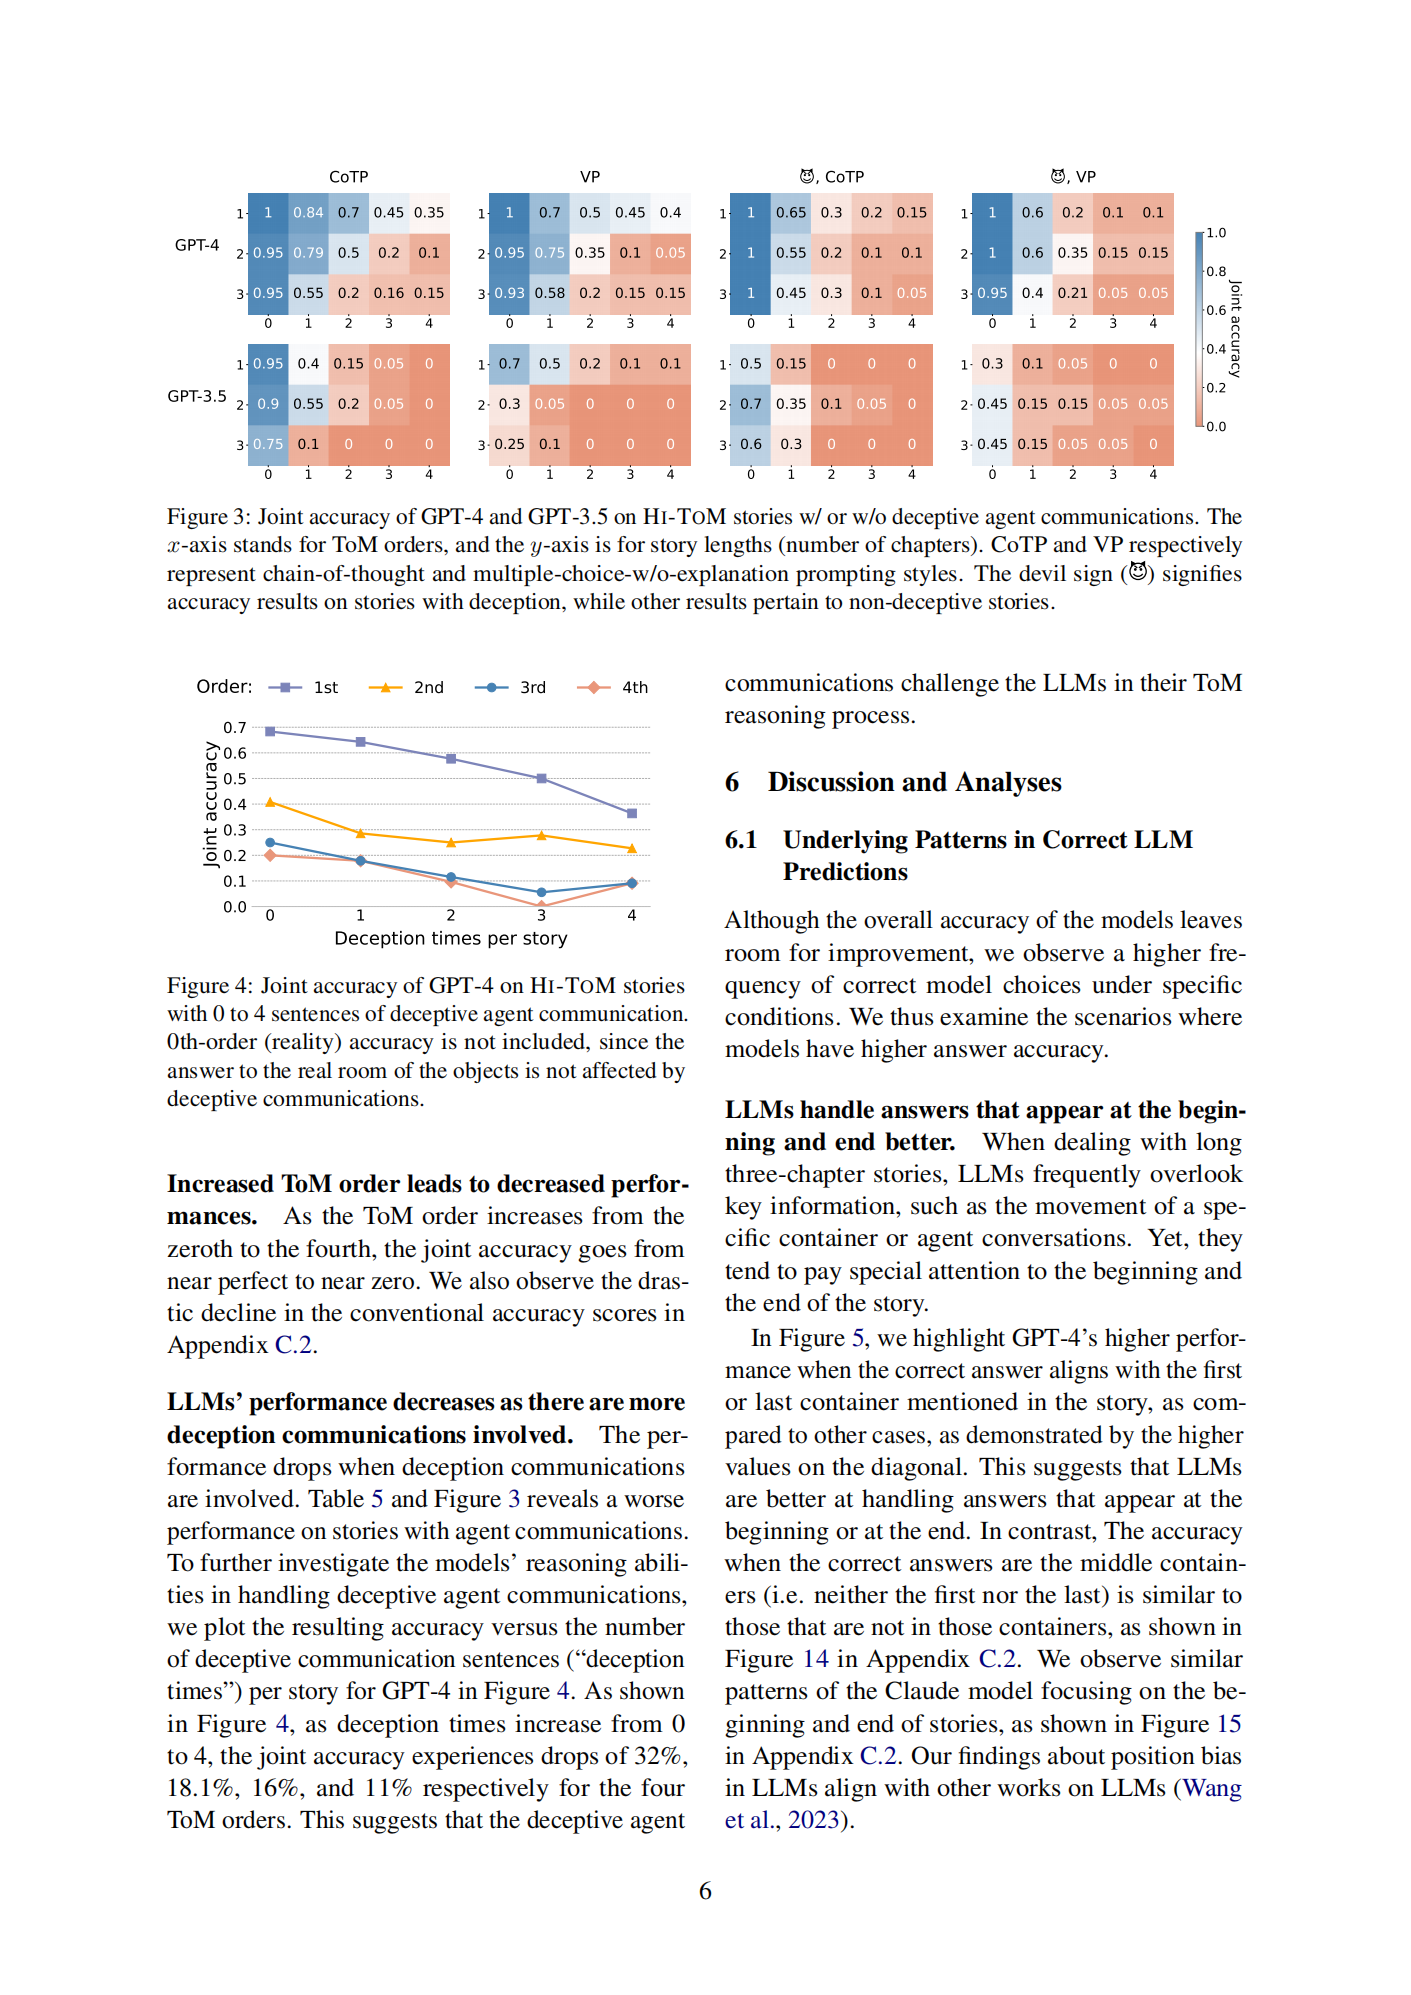 CoTP VP 😈, CoTP 😈, VP
GPT-4
1 1 0.84 0.7 0.45 0.35
2 0.95 0.79 0.5 0.2 0.1
3 0.95 0.55 0.2 0.16 0.15
0 1 2 3 4
1 1 0.7 0.5 0.45 0.4
2 0.95 0.75 0.35 0.1 0.05
3 0.93 0.58 0.2 0.15 0.15
0 1 2 3 4
1 1 0.65 0.3 0.2 0.15
2 1 0.55 0.2 0.1 0.1
3 1 0.45 0.3 0.1 0.05
0 1 2 3 4
1 1 0.6 0.2 0.1 0.1
2 1 0.6 0.35 0.15 0.15
3 0.95 0.4 0.21 0.05 0.05
0 1 2 3 4
GPT-3.5
1 0.95 0.4 0.15 0.05 0
2 0.9 0.55 0.2 0.05 0
3 0.75 0.1 0 0 0
0 1 2 3 4
1 0.7 0.5 0.2 0.1 0.1
2 0.3 0.05 0 0 0
3 0.25 0.1 0 0 0
0 1 2 3 4
1 0.5 0.15 0 0 0
2 0.7 0.35 0.1 0.05 0
3 0.6 0.3 0 0 0
0 1 2 3 4
1 0.3 0.1 0.05 0 0
2 0.45 0.15 0.15 0.05 0.05
3 0.45 0.15 0.05 0.05 0
0 1 2 3 4
1.0
0.8
0.6
0.4
0.2
0.0
Joint accuracy
Figure 3: Joint accuracy of GPT-4 and GPT-3.5 on HI-TOM stories w/ or w/o deceptive agent communications. The
x-axis stands for ToM orders, and the y-axis is for story lengths (number of chapters). CoTP and VP respectively
represent chain-of-thought and multiple-choice-w/o-explanation prompting styles. The devil sign (😈) signifies
accuracy results on stories with deception, while other results pertain to non-deceptive stories.
Order: 1st 2nd 3rd 4th
0.7
0.6
0.5
0.4
0.3
0.2
0.1
0.0
Joint accuracy
0 1 2 3 4
Deception times per story
Figure 4: Joint accuracy of GPT-4 on HI-TOM stories
with 0 to 4 sentences of deceptive agent communication.
0th-order (reality) accuracy is not included, since the
answer to the real room of the objects is not affected by
deceptive communications.
Increased ToM order leads to decreased perfor-
mances. As the ToM order increases from the
zeroth to the fourth, the joint accuracy goes from
near perfect to near zero. We also observe the dras-
tic decline in the conventional accuracy scores in
Appendix C.2.
LLMs' performance decreases as there are more
deception communications involved. The per-
formance drops when deception communications
are involved. Table 5 and Figure 3 reveals a worse
performance on stories with agent communications.
To further investigate the models' reasoning abili-
ties in handling deceptive agent communications,
we plot the resulting accuracy versus the number
of deceptive communication sentences ("deception
times") per story for GPT-4 in Figure 4. As shown
in Figure 4, as deception times increase from 0
to 4, the joint accuracy experiences drops of 32%,
18.1%, 16%, and 11% respectively for the four
ToM orders. This suggests that the deceptive agent
communications challenge the LLMs in their ToM
reasoning process.
6 Discussion and Analyses
6.1 Underlying Patterns in Correct LLM
Predictions
Although the overall accuracy of the models leaves
room for improvement, we observe a higher fre-
quency of correct model choices under specific
conditions. We thus examine the scenarios where
models have higher answer accuracy.
LLMs handle answers that appear at the begin-
ning and end better. When dealing with long
three-chapter stories, LLMs frequently overlook
key information, such as the movement of a spe-
cific container or agent conversations. Yet, they
tend to pay special attention to the beginning and
the end of the story.
In Figure 5, we highlight GPT-4's higher perfor-
mance when the correct answer aligns with the first
or last container mentioned in the story, as com-
pared to other cases, as demonstrated by the higher
values on the diagonal. This suggests that LLMs
are better at handling answers that appear at the
beginning or at the end. In contrast, The accuracy
when the correct answers are the middle contain-
ers (i.e. neither the first nor the last) is similar to
those that are not in those containers, as shown in
Figure 14 in Appendix C.2. We observe similar
patterns of the Claude model focusing on the be-
ginning and end of stories, as shown in Figure 15
in Appendix C.2. Our findings about position bias
in LLMs align with other works on LLMs (Wang
et al., 2023).
6